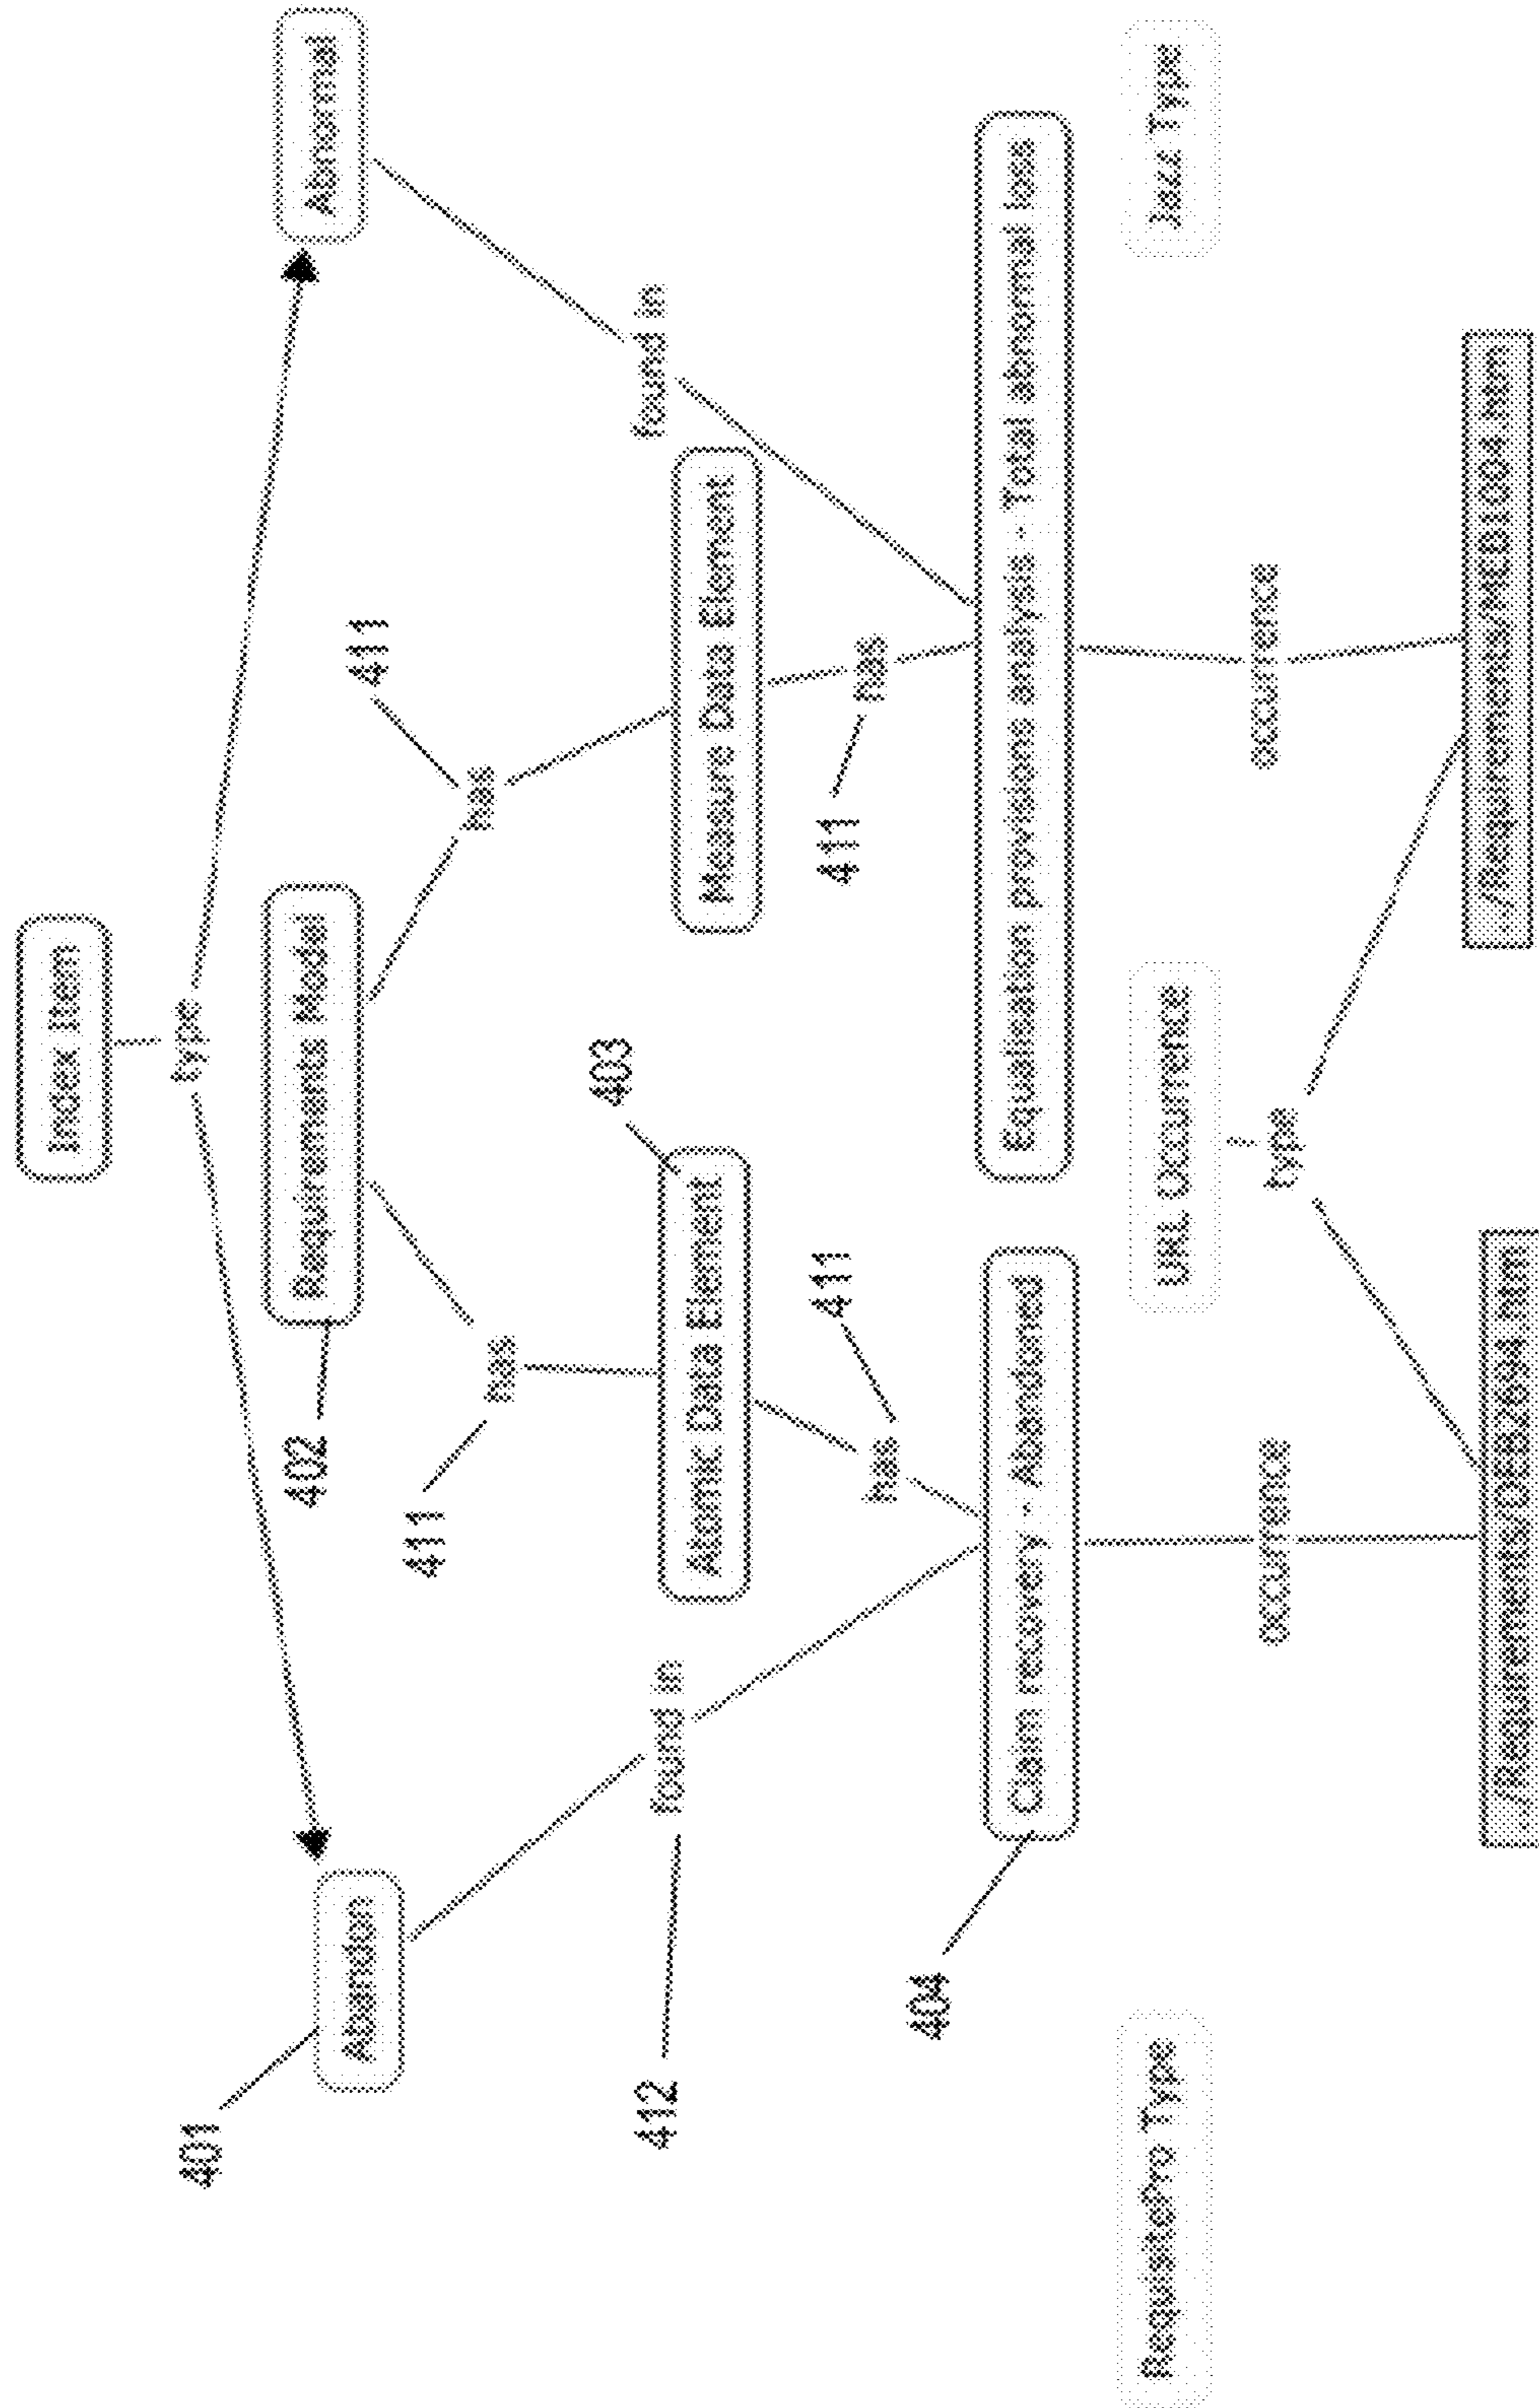 Index Item
type
401
Abandon
402
Requirements Model
Abnormal
411
has
411
has
403
412
found in
Atomic Data Element
Measure Data Element
found in
411
has
411
has
404
Claim recovery - Abandoned
Equalisation provisions analysis - Total abnormal loss
RequisitePro Type
URL Occurrence
Jazz Type
occurrence
type
occurrence